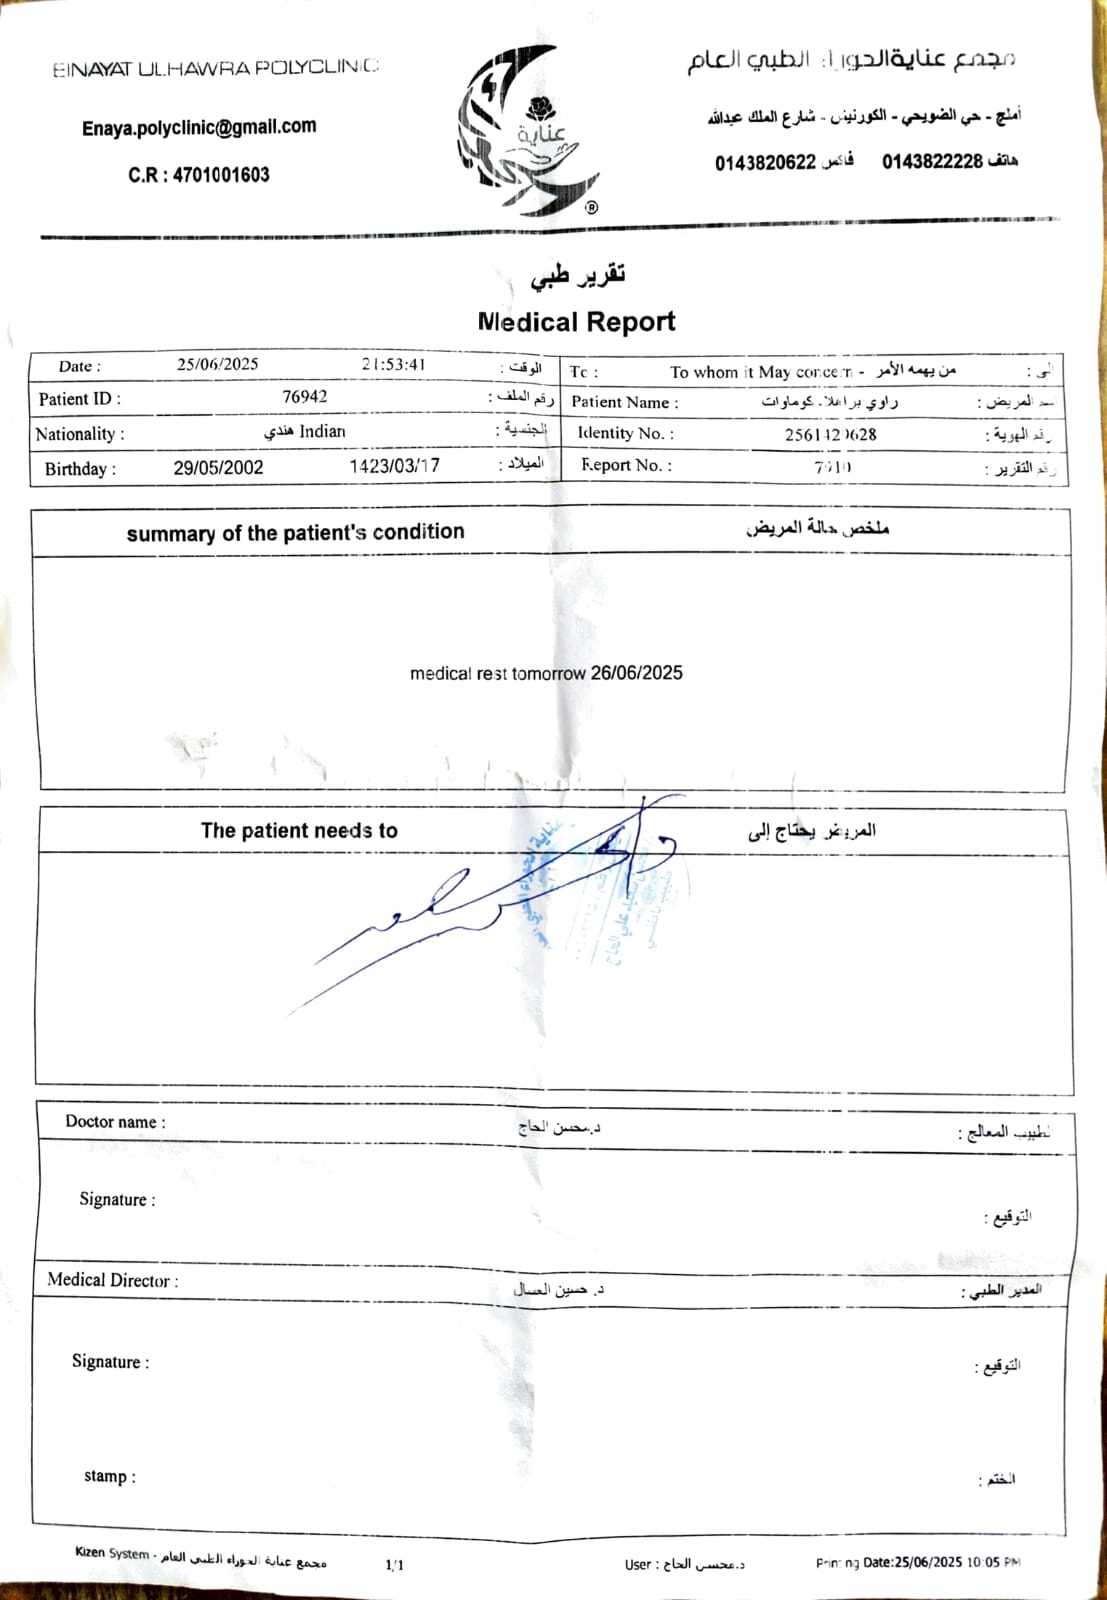 EINAYAT ULHAWRA POLYCLINIC
Enaya.polyclinic@gmail.com
C.R : 4701001603
عناية
®
مجمع عناية الحوراء الطبي العام
أملج - حي الضويحي - الكورنيش - شارع الملك عبدالله
هاتف 0143822228 فاكس 0143820622
تقرير طبي
Medical Report
Date : 25/06/2025 21:53:41 الوقت :
To : To whom it May concern - من يهمه الأمر إلى :
Patient ID : 76942 رقم الملف :
Patient Name : راوي كوماوات اسم المريض :
Nationality : هندي Indian الجنسية :
Identity No. : رقم الهوية :
Birthday : 29/05/2002 1423/03/17 الميلاد :
Report No. : رقم التقرير :
summary of the patient's condition ملخص حالة المريض
medical rest tomorrow 26/06/2025
The patient needs to المريض يحتاج إلى
Doctor name : د.محسن الحاج الطبيب المعالج :
Signature : التوقيع :
Medical Director : د. حسين العسال المدير الطبي :
Signature : التوقيع :
stamp : الختم :
Kizen System - مجمع عناية الحوراء الطبي العام 1/1 User : د.محسن الحاج Printing Date:25/06/2025 10:05 PM